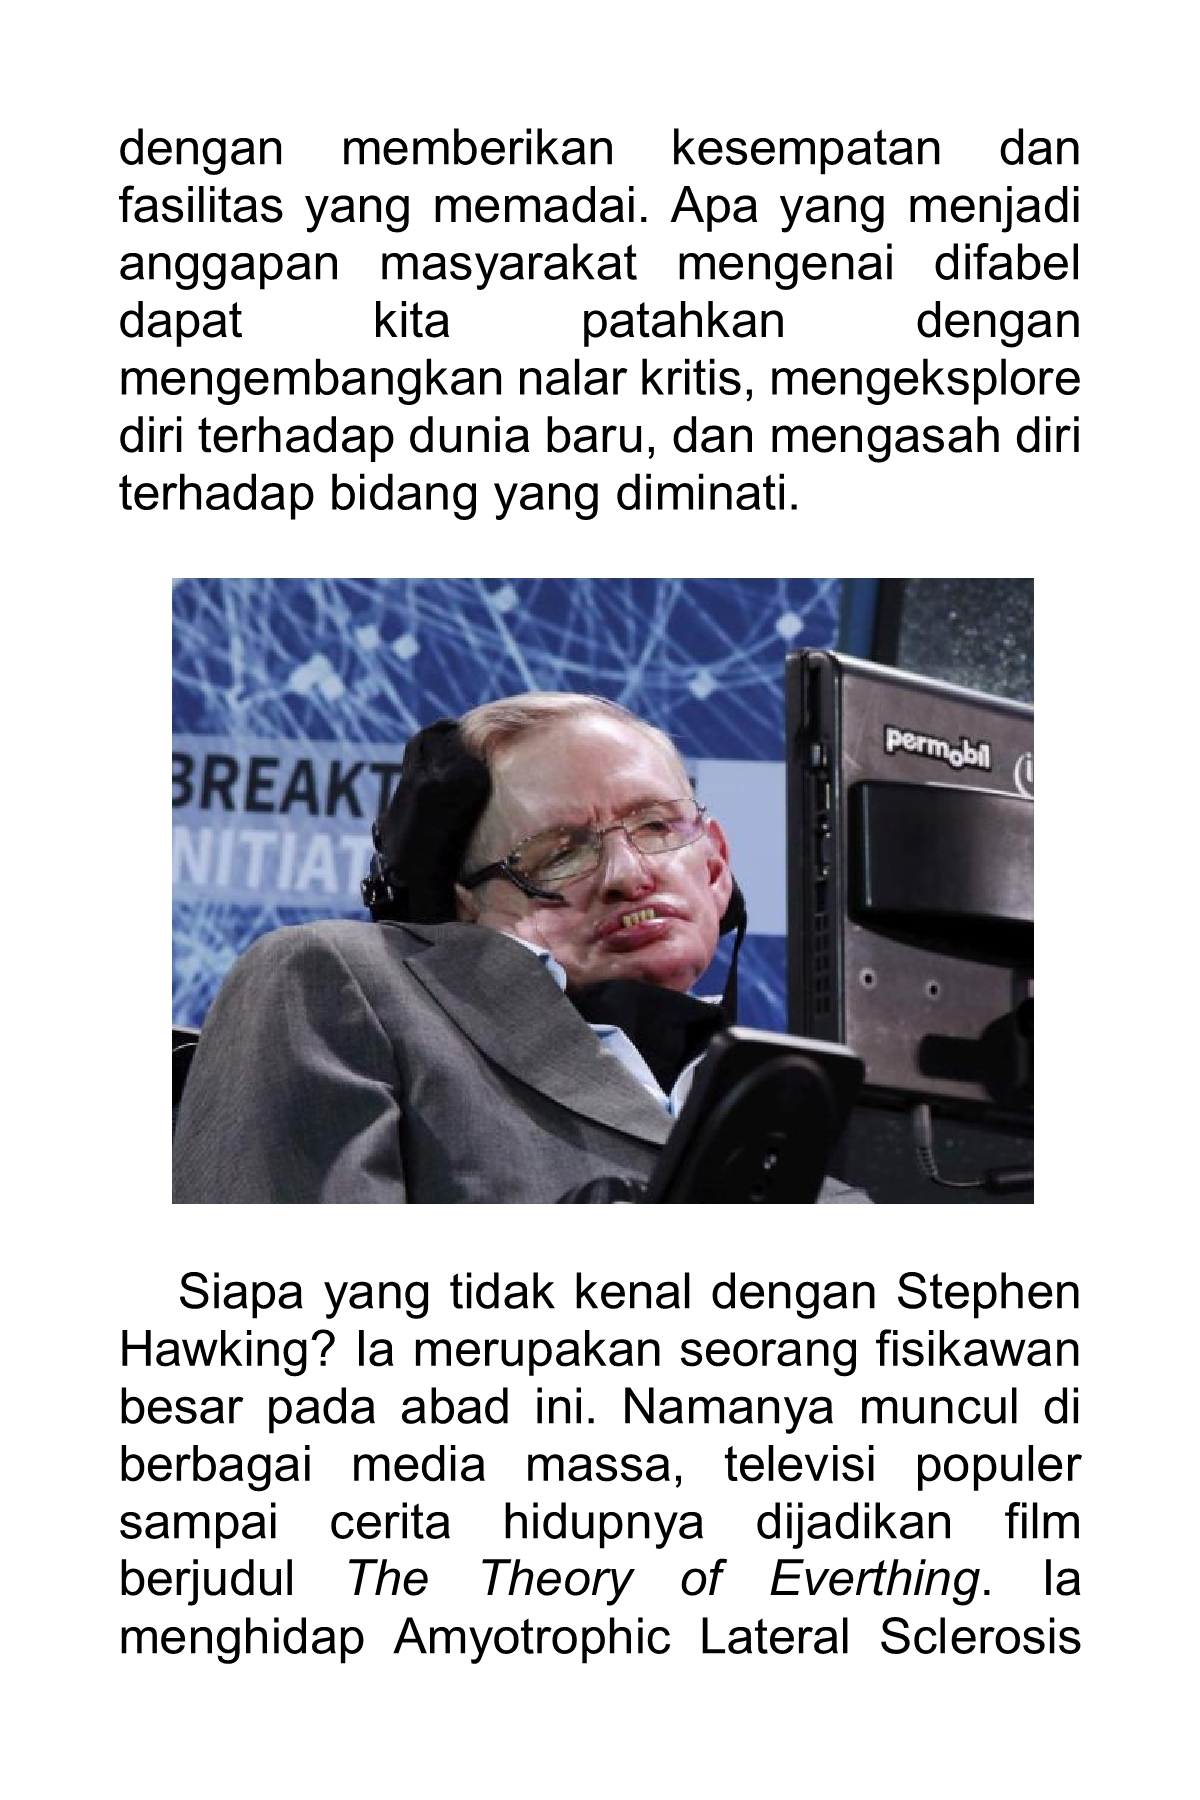 dengan memberikan kesempatan dan
fasilitas yang memadai. Apa yang menjadi
anggapan masyarakat mengenai difabel
dapat kita patahkan dengan
mengembangkan nalar kritis, mengeksplore
diri terhadap dunia baru, dan mengasah diri
terhadap bidang yang diminati.
BREAKT
INITIAT
permobil
Siapa yang tidak kenal dengan Stephen
Hawking? Ia merupakan seorang fisikawan
besar pada abad ini. Namanya muncul di
berbagai media massa, televisi populer
sampai cerita hidupnya dijadikan film
berjudul The Theory of Everthing. Ia
menghidap Amyotrophic Lateral Sclerosis